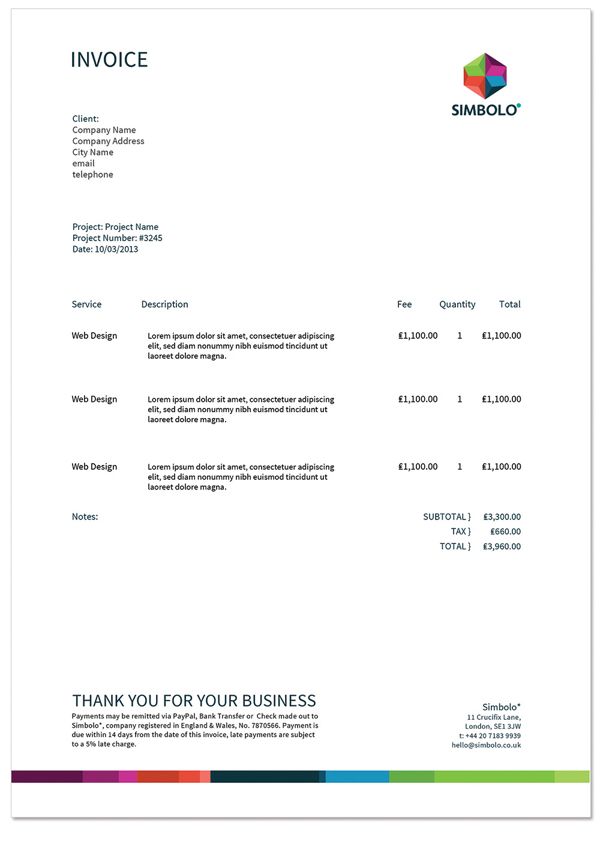 INVOICE
SIMBOLO
Client:
Company Name
Company Address
City Name
email
telephone
Project: Project Name
Project Number: #3245
Date: 10/03/2013
Service Description Fee Quantity Total
Web Design Lorem ipsum dolor sit amet, consectetuer adipiscing £1,100.00 1 £1,100.00
elit, sed diam nonummy nibh euismod tincidunt ut
laoreet dolore magna.
Web Design Lorem ipsum dolor sit amet, consectetuer adipiscing £1,100.00 1 £1,100.00
elit, sed diam nonummy nibh euismod tincidunt ut
laoreet dolore magna.
Web Design Lorem ipsum dolor sit amet, consectetuer adipiscing £1,100.00 1 £1,100.00
elit, sed diam nonummy nibh euismod tincidunt ut
laoreet dolore magna.
Notes: SUBTOTAL } £3,300.00
TAX } £660.00
TOTAL } £3,960.00
THANK YOU FOR YOUR BUSINESS
Payments may be remitted via PayPal, Bank Transfer or Check made out to
Simbolo*, company registered in England & Wales, No. 7870566. Payment is
due within 14 days from the date of this invoice, late payments are subject
to a 5% late charge.
Simbolo*
11 Crucifix Lane,
London, SE1 3JW
t: +44 20 7183 9939
hello@simbolo.co.uk